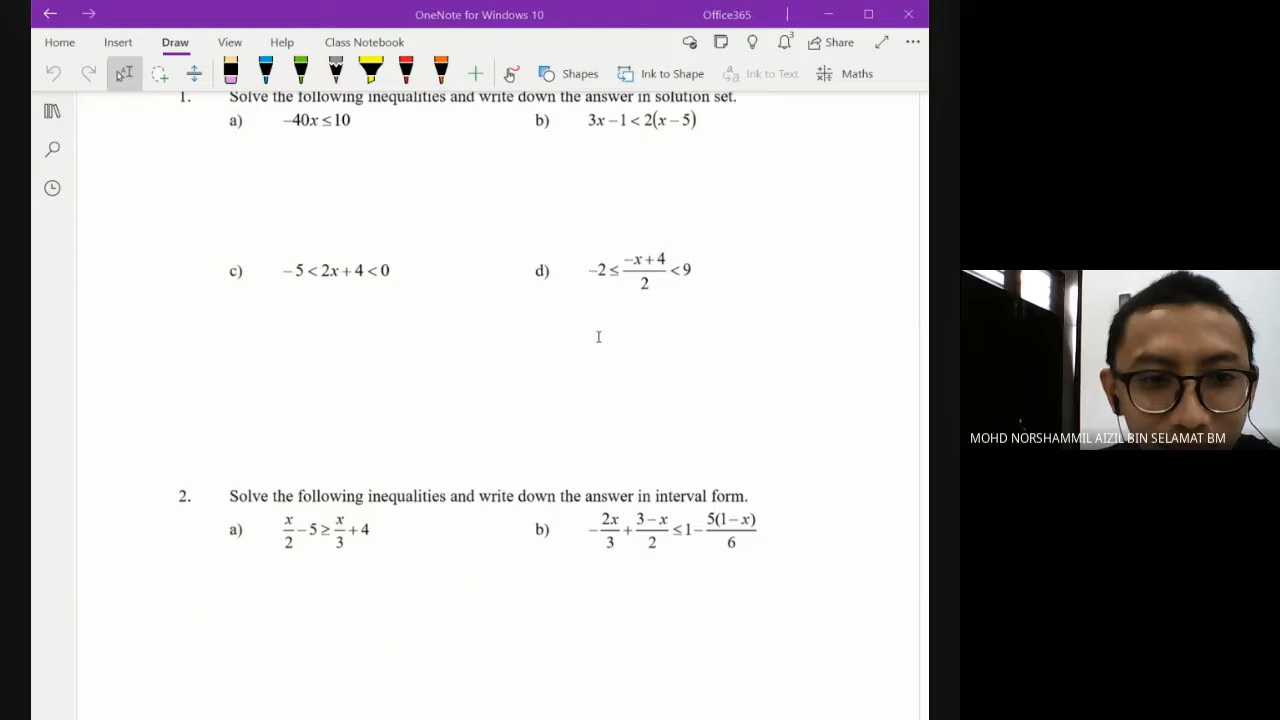 OneNote for Windows 10
Office365
Home Insert Draw View Help Class Notebook
3
Share
Shapes Ink to Shape Ink to Text Maths
1. Solve the following inequalities and write down the answer in solution set.
a) –40x ≤ 10 b) 3x – 1 < 2(x – 5)
c) – 5 < 2x + 4 < 0 d) –2 ≤ (–x + 4)/2 < 9
2. Solve the following inequalities and write down the answer in interval form.
a) x/2 – 5 ≥ x/3 + 4 b) – 2x/3 + (3 – x)/2 ≤ 1 – 5(1 – x)/6
MOHD NORSHAMMIL AIZIL BIN SELAMAT BM